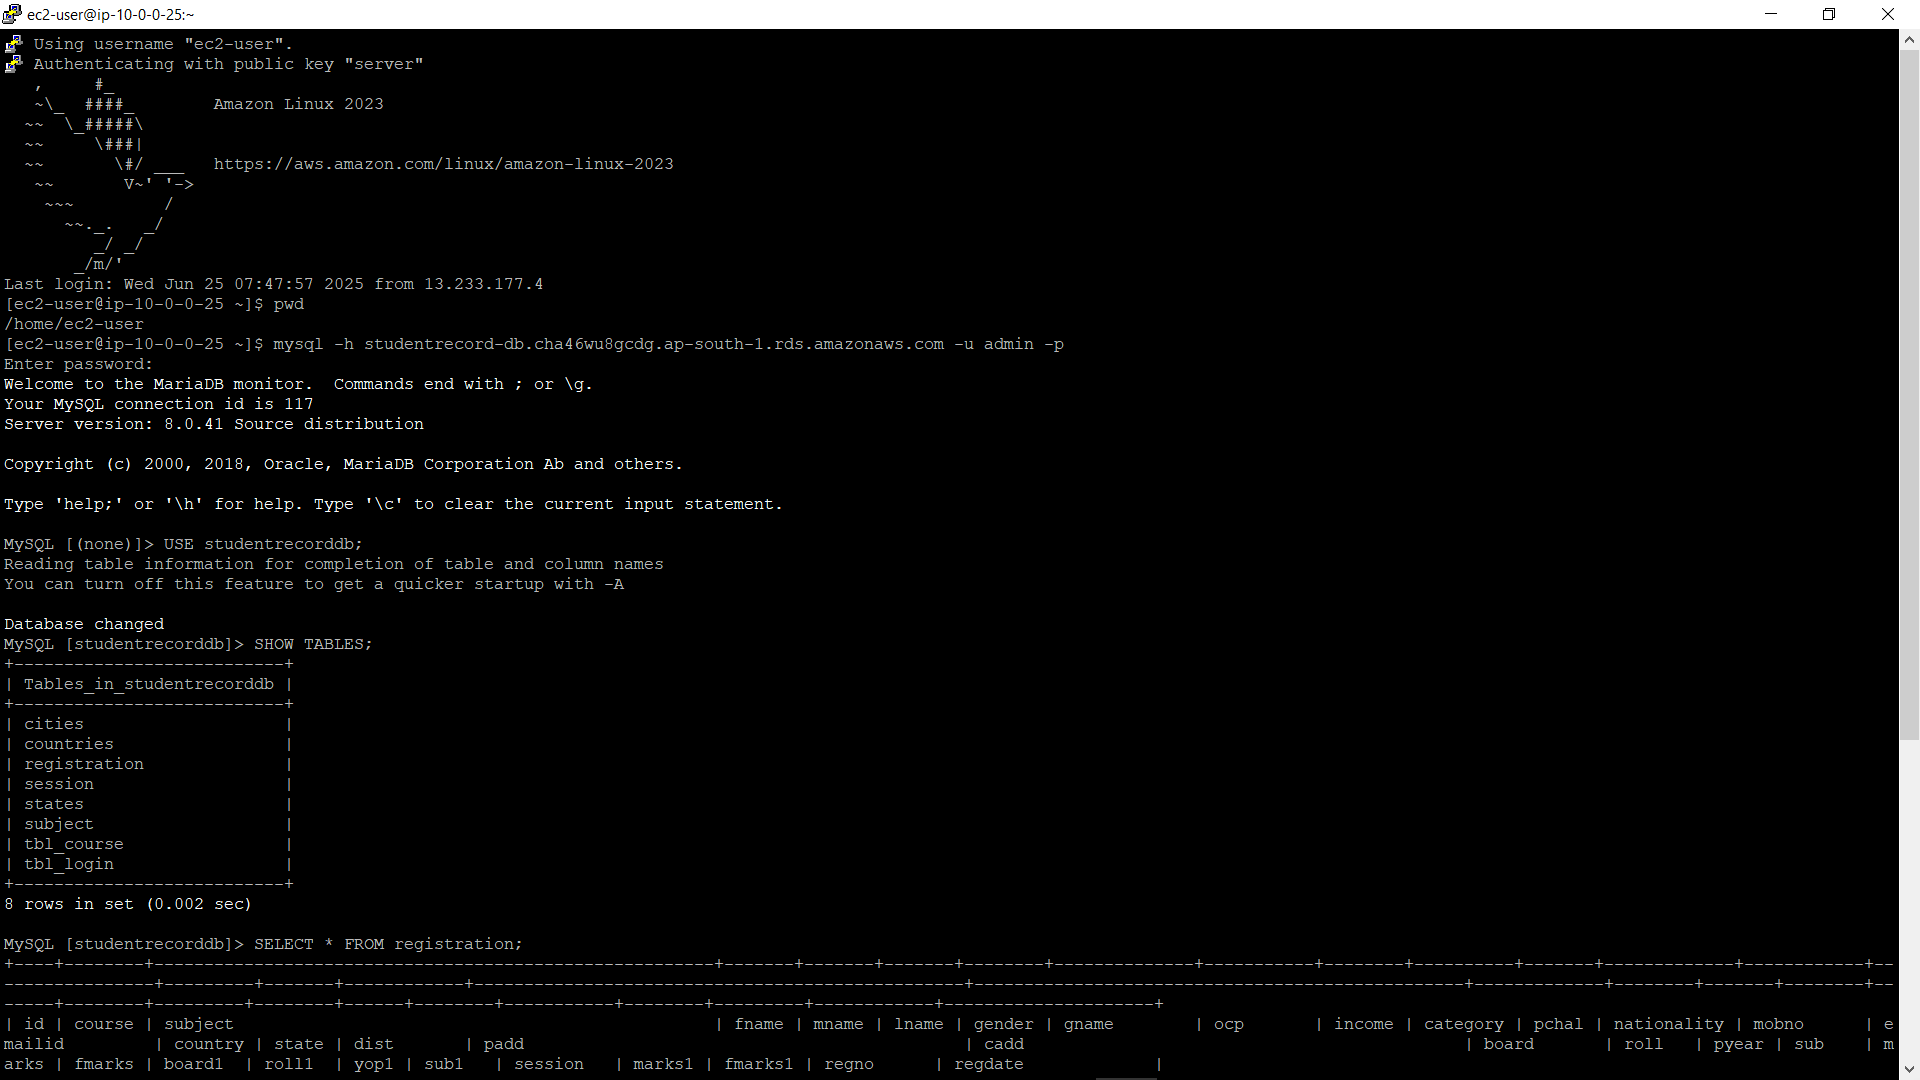 ec2-user@ip-10-0-0-25:~
Using username "ec2-user".
Authenticating with public key "server"
   ,     #_
   ~\_  ####_        Amazon Linux 2023
  ~~  \_#####\
  ~~     \###|
  ~~       \#/ ___   https://aws.amazon.com/linux/amazon-linux-2023
   ~~       V~' '->
    ~~~         /
      ~~._.   _/
         _/ _/
       _/m/'
Last login: Wed Jun 25 07:47:57 2025 from 13.233.177.4
[ec2-user@ip-10-0-0-25 ~]$ pwd
/home/ec2-user
[ec2-user@ip-10-0-0-25 ~]$ mysql -h studentrecord-db.cha46wu8gcdg.ap-south-1.rds.amazonaws.com -u admin -p
Enter password:
Welcome to the MariaDB monitor.  Commands end with ; or \g.
Your MySQL connection id is 117
Server version: 8.0.41 Source distribution

Copyright (c) 2000, 2018, Oracle, MariaDB Corporation Ab and others.

Type 'help;' or '\h' for help. Type '\c' to clear the current input statement.

MySQL [(none)]> USE studentrecorddb;
Reading table information for completion of table and column names
You can turn off this feature to get a quicker startup with -A

Database changed
MySQL [studentrecorddb]> SHOW TABLES;
+---------------------------+
| Tables_in_studentrecorddb |
+---------------------------+
| cities                    |
| countries                 |
| registration              |
| session                   |
| states                    |
| subject                   |
| tbl_course                |
| tbl_login                 |
+---------------------------+
8 rows in set (0.002 sec)

MySQL [studentrecorddb]> SELECT * FROM registration;
+----+--------+--------------------------------------------------------+-------+-------+-------+--------+--------------+-----------+--------+----------+-------+-------------+------------+--
---------------+---------+-------+-----------+-------------------------------------------------+-------------------------------------------------+-------------+--------+-------+--------+--
-----+--------+---------+--------+------+--------+-----------+--------+---------+------------+---------------------+
| id | course | subject                                                | fname | mname | lname | gender | gname        | ocp       | income | category | pchal | nationality | mobno      | e
mailid         | country | state | dist       | padd                                            | cadd                                            | board       | roll   | pyear | sub    | m
arks | fmarks | board1  | roll1  | yop1 | sub1   | session   | marks1 | fmarks1 | regno      | regdate             |